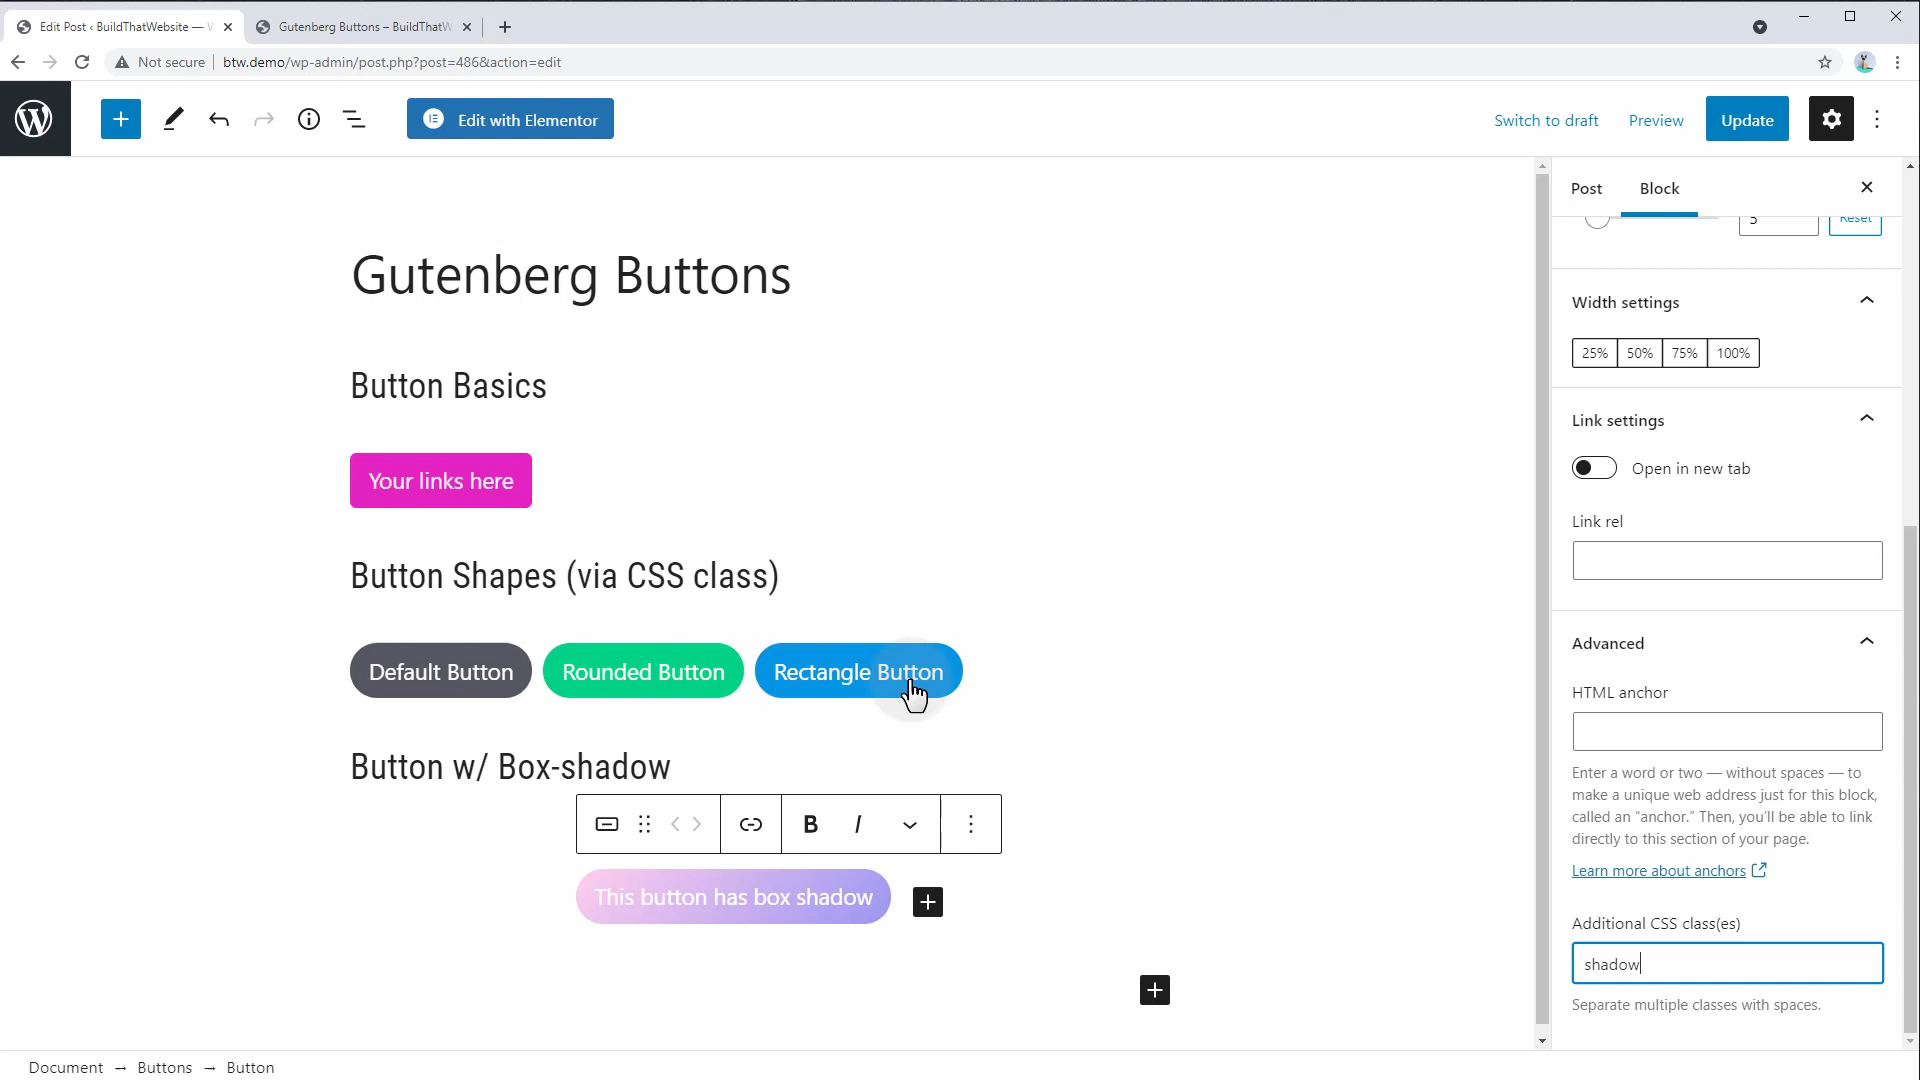 Edit Post ‹ BuildThatWebsite —
Gutenberg Buttons – BuildThatW
Not secure
btw.demo/wp-admin/post.php?post=486&action=edit
Edit with Elementor
Switch to draft
Preview
Update
Post
Block
5
Reset
Gutenberg Buttons
Width settings
25%
50%
75%
100%
Button Basics
Link settings
Open in new tab
Your links here
Link rel
Button Shapes (via CSS class)
Advanced
Default Button
Rounded Button
Rectangle Button
HTML anchor
Button w/ Box-shadow
Enter a word or two — without spaces — to
make a unique web address just for this block,
called an "anchor." Then, you'll be able to link
directly to this section of your page.
Learn more about anchors
B
I
This button has box shadow
Additional CSS class(es)
shadow
Separate multiple classes with spaces.
Document → Buttons → Button